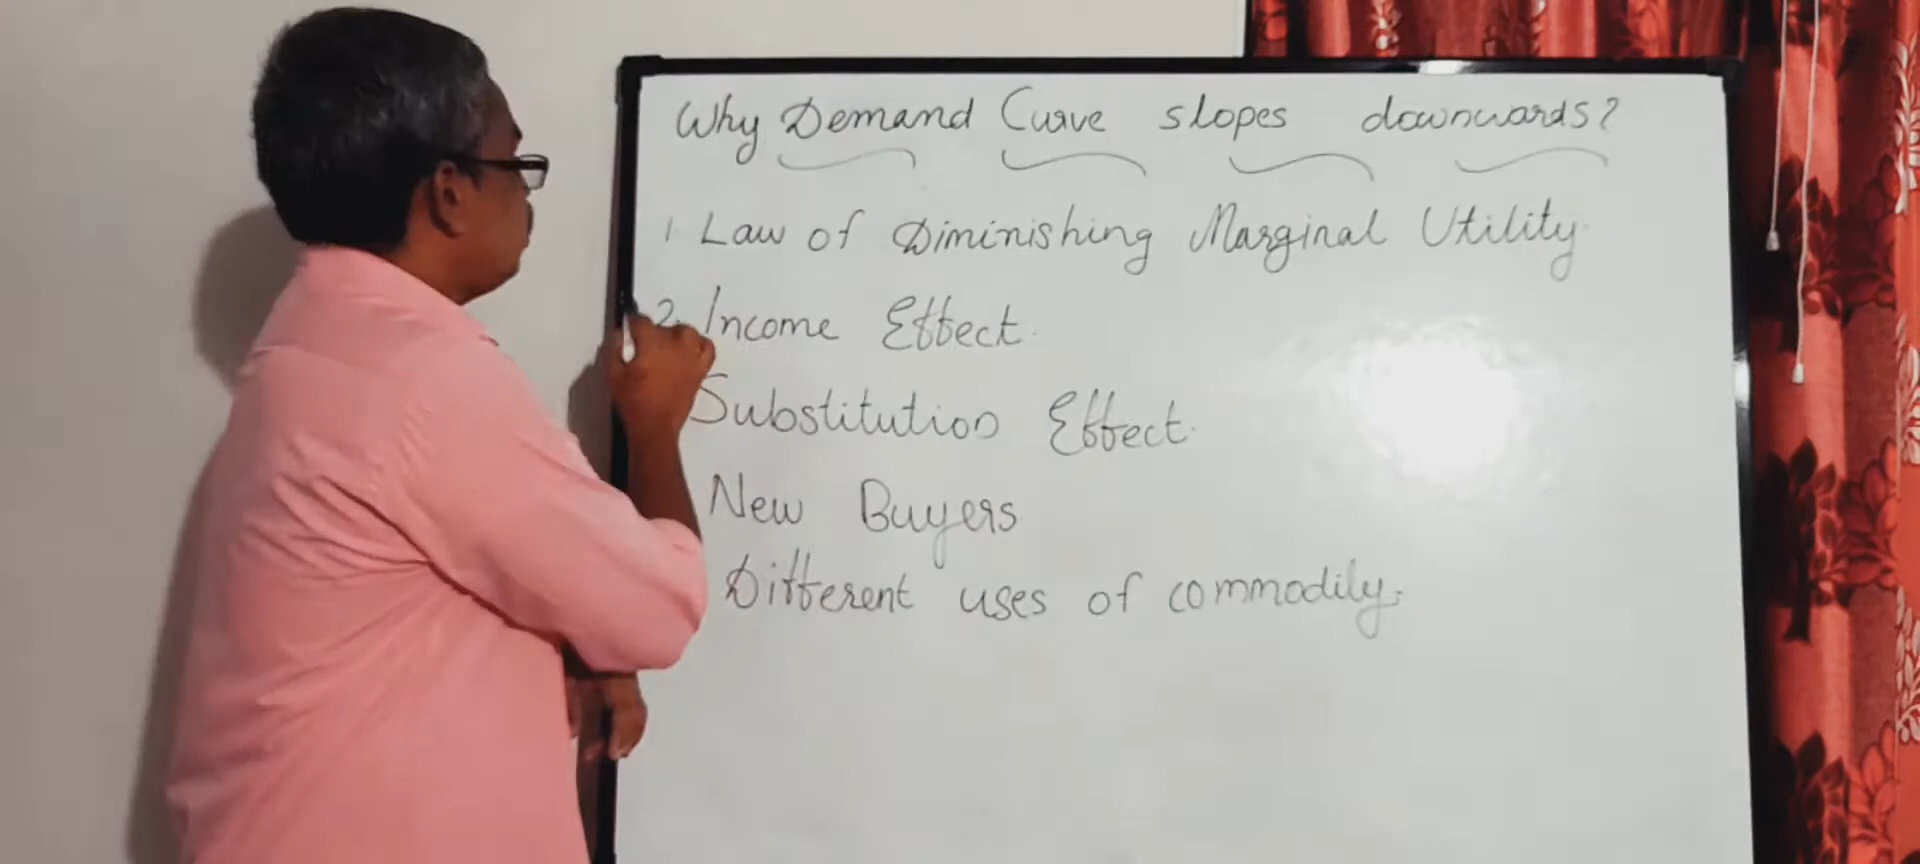 Why Demand Curve slopes downwards?
1 Law of Diminishing Marginal Utility.
2. Income Effect.
Substitution Effect.
New Buyers
Different uses of commodity.